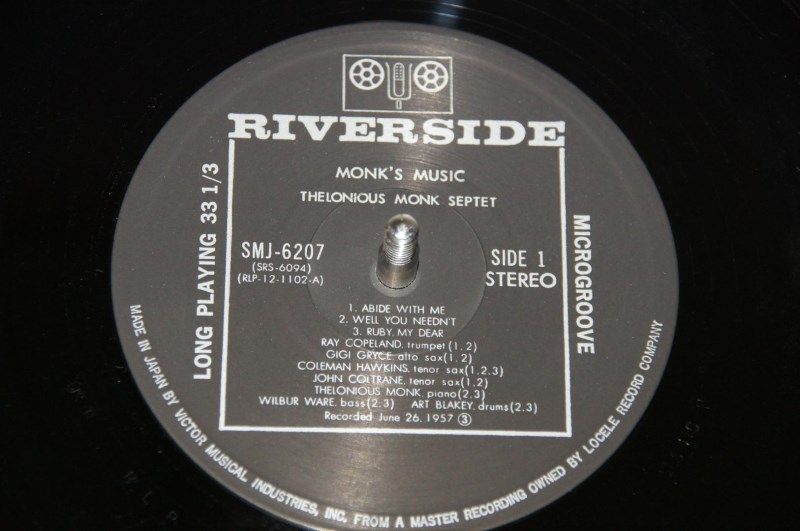 RIVERSIDE
MONK'S MUSIC
THELONIOUS MONK SEPTET
LONG PLAYING 33 1/3
SMJ-6207
(SRS-6094)
(RLP-12-1102-A)
SIDE 1
STEREO
MICROGROOVE
1. ABIDE WITH ME
2. WELL YOU NEEDN'T
3. RUBY, MY DEAR
RAY COPELAND, trumpet(1.2)
GIGI GRYCE, alto sax(1.2)
COLEMAN HAWKINS, tenor sax(1.2.3)
JOHN COLTRANE, tenor sax(1.2)
THELONIOUS MONK, piano(2.3)
WILBUR WARE, bass(2.3) ART BLAKEY, drums(2.3)
Recorded June 26, 1957 ③
MADE IN JAPAN BY VICTOR MUSICAL INDUSTRIES, INC. FROM A MASTER RECORDING OWNED BY LOCELE RECORD COMPANY